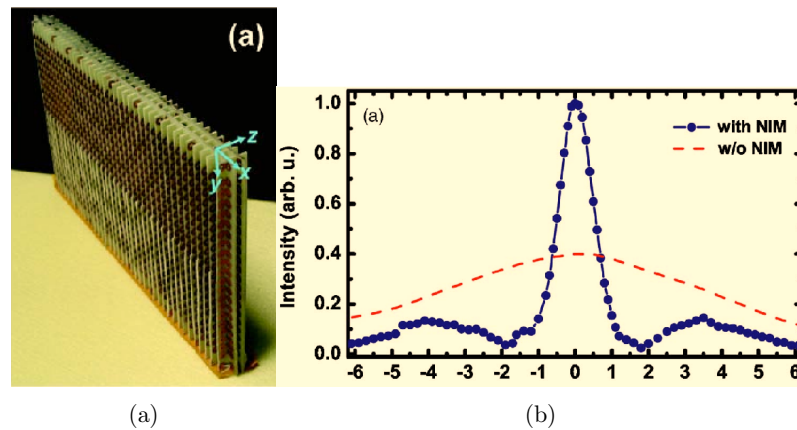 (a)
z
y x
(a)
with NIM
w/o NIM
Intensity (arb. u.)
1.0
0.8
0.6
0.4
0.2
0.0
-6 -5 -4 -3 -2 -1 0 1 2 3 4 5 6
(a)
(b)